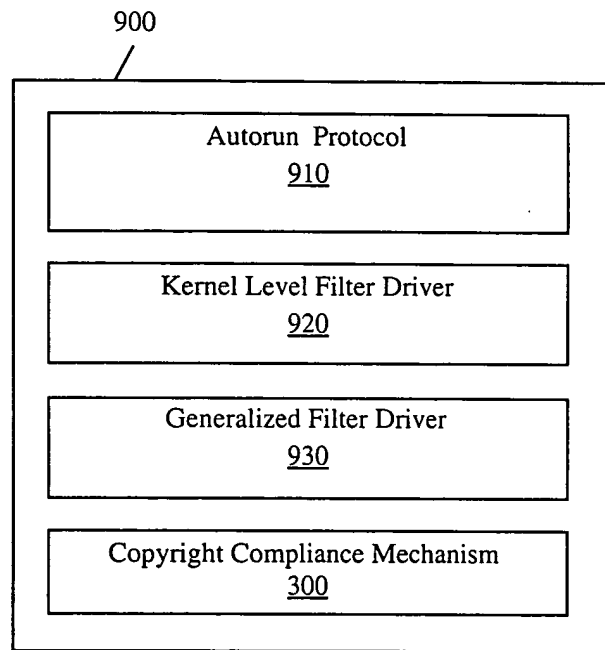 900
Autorun Protocol
910
Kernel Level Filter Driver
920
Generalized Filter Driver
930
Copyright Compliance Mechanism
300